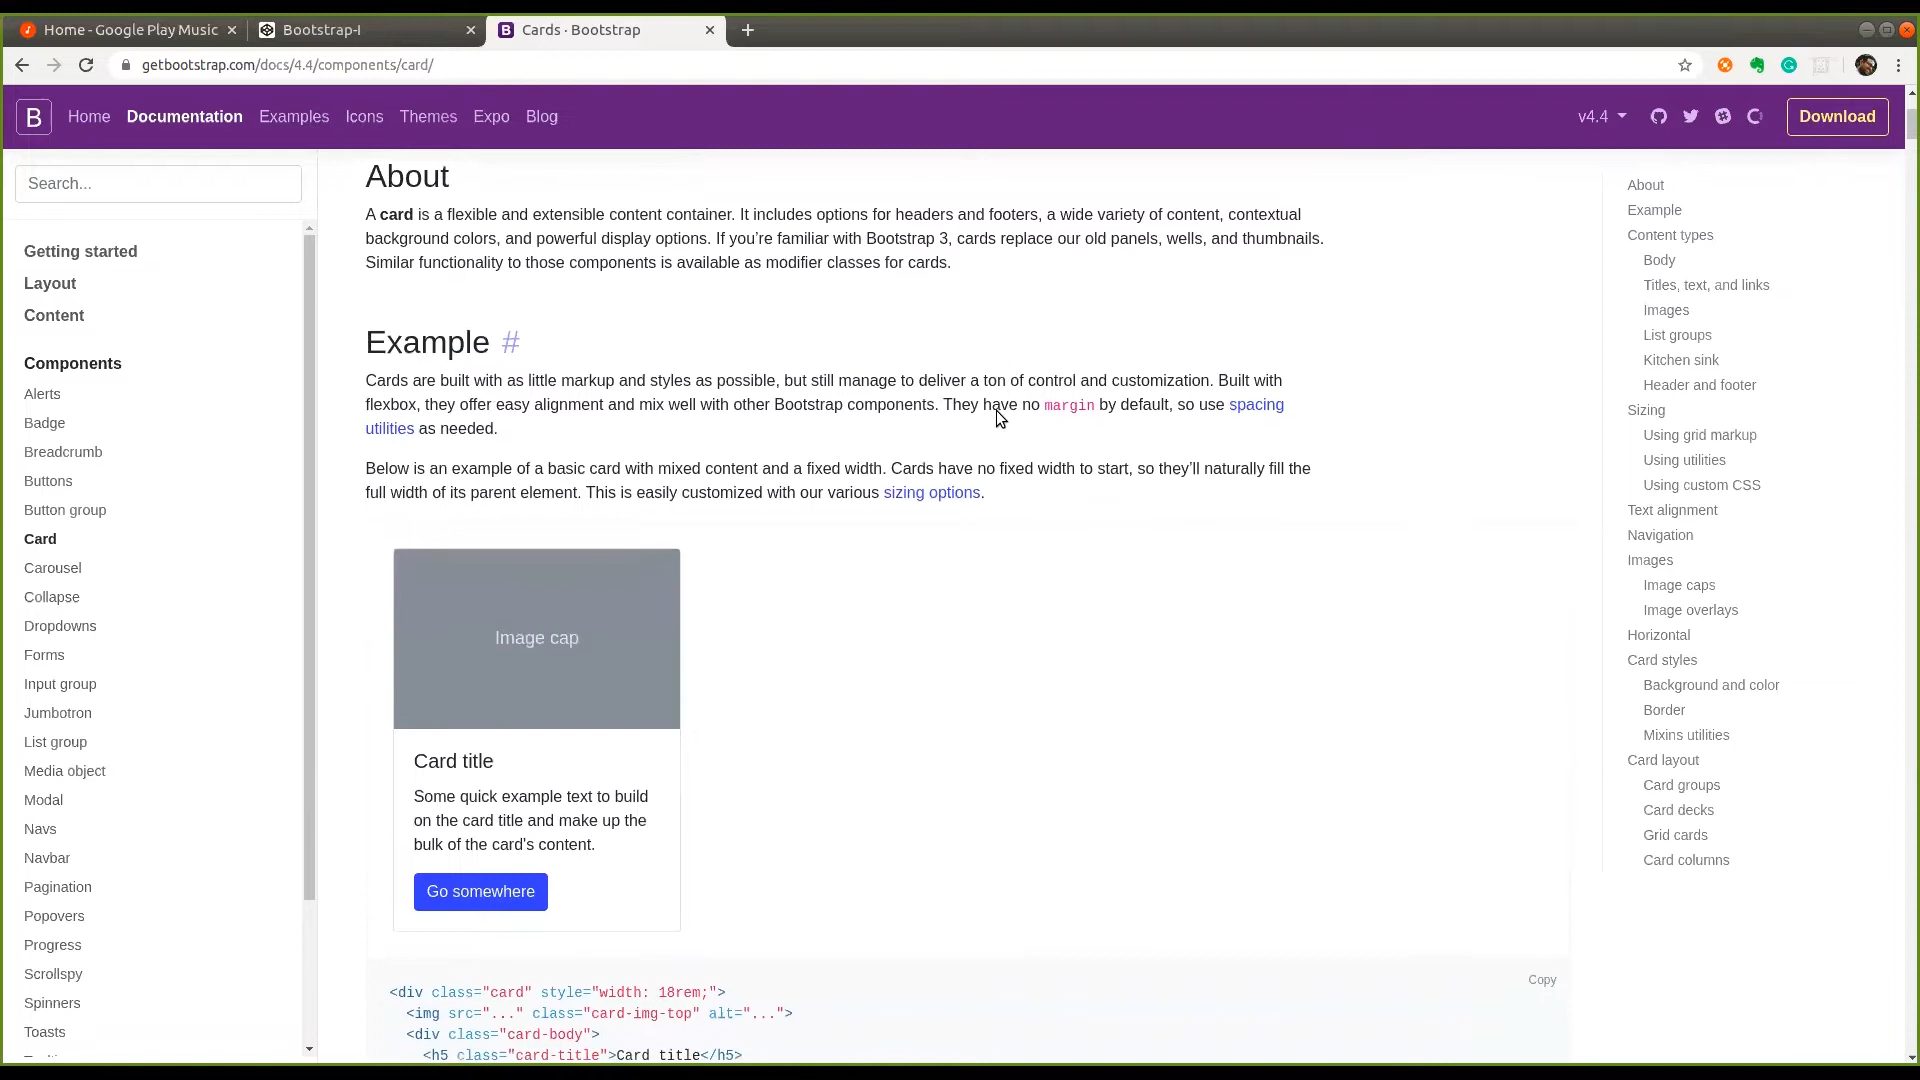 Home - Google Play Music
Bootstrap-I
Cards · Bootstrap
getbootstrap.com/docs/4.4/components/card/
B
Home
Documentation
Examples
Icons
Themes
Expo
Blog
v4.4
Download
Search...
Getting started
Layout
Content
Components
Alerts
Badge
Breadcrumb
Buttons
Button group
Card
Carousel
Collapse
Dropdowns
Forms
Input group
Jumbotron
List group
Media object
Modal
Navs
Navbar
Pagination
Popovers
Progress
Scrollspy
Spinners
Toasts
About
A card is a flexible and extensible content container. It includes options for headers and footers, a wide variety of content, contextual
background colors, and powerful display options. If you’re familiar with Bootstrap 3, cards replace our old panels, wells, and thumbnails.
Similar functionality to those components is available as modifier classes for cards.
Example #
Cards are built with as little markup and styles as possible, but still manage to deliver a ton of control and customization. Built with
flexbox, they offer easy alignment and mix well with other Bootstrap components. They have no margin by default, so use spacing
utilities as needed.
Below is an example of a basic card with mixed content and a fixed width. Cards have no fixed width to start, so they’ll naturally fill the
full width of its parent element. This is easily customized with our various sizing options.
Image cap
Card title
Some quick example text to build
on the card title and make up the
bulk of the card's content.
Go somewhere
Copy
<div class="card" style="width: 18rem;">
<img src="..." class="card-img-top" alt="...">
<div class="card-body">
<h5 class="card-title">Card title</h5>
About
Example
Content types
Body
Titles, text, and links
Images
List groups
Kitchen sink
Header and footer
Sizing
Using grid markup
Using utilities
Using custom CSS
Text alignment
Navigation
Images
Image caps
Image overlays
Horizontal
Card styles
Background and color
Border
Mixins utilities
Card layout
Card groups
Card decks
Grid cards
Card columns